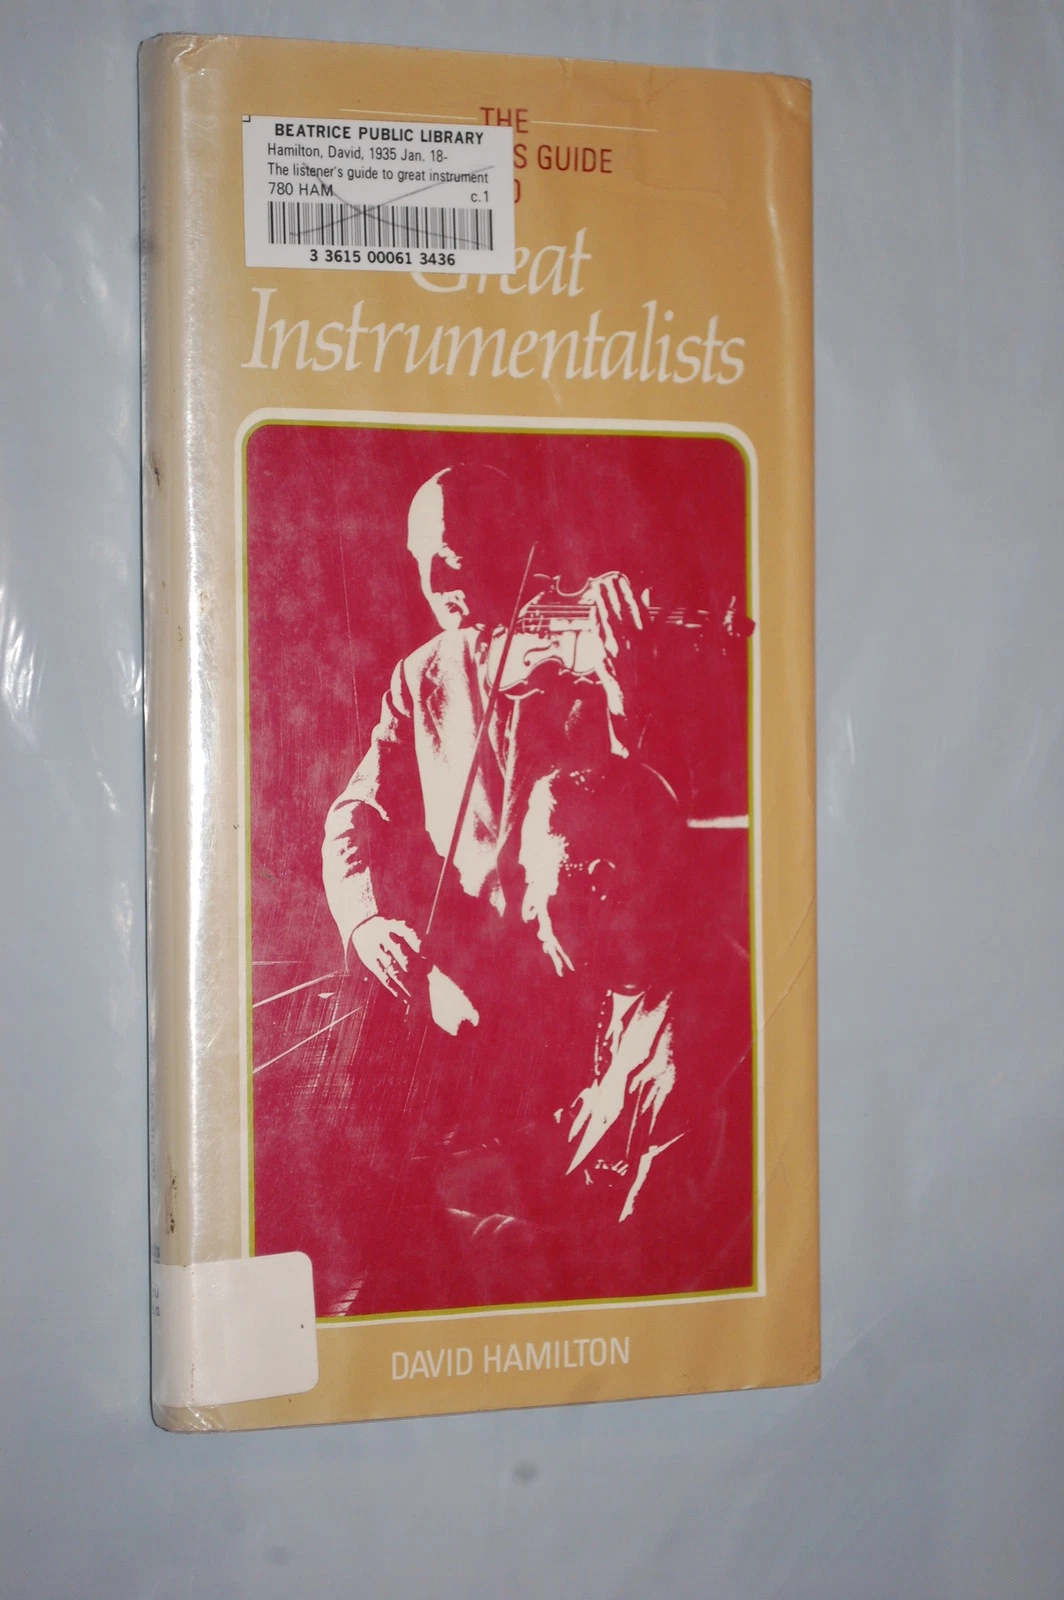 BEATRICE PUBLIC LIBRARY
Hamilton, David, 1935 Jan. 18-
The listener's guide to great instrument
780 HAM c.1
3 3615 00061 3436
THE
S GUIDE
O
Great
Instrumentalists
DAVID HAMILTON